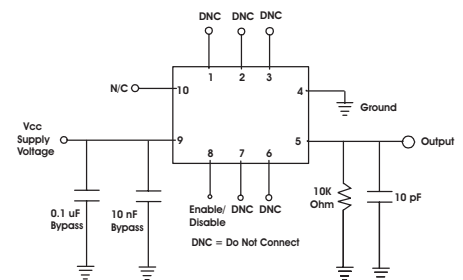 DNC DNC DNC
1 2 3
N/C 10 4
Ground
Vcc
Supply
Voltage
9 5 Output
8 7 6
0.1 uF
Bypass
10 nF
Bypass
Enable/
Disable
DNC DNC
10K
Ohm
10 pF
DNC = Do Not Connect